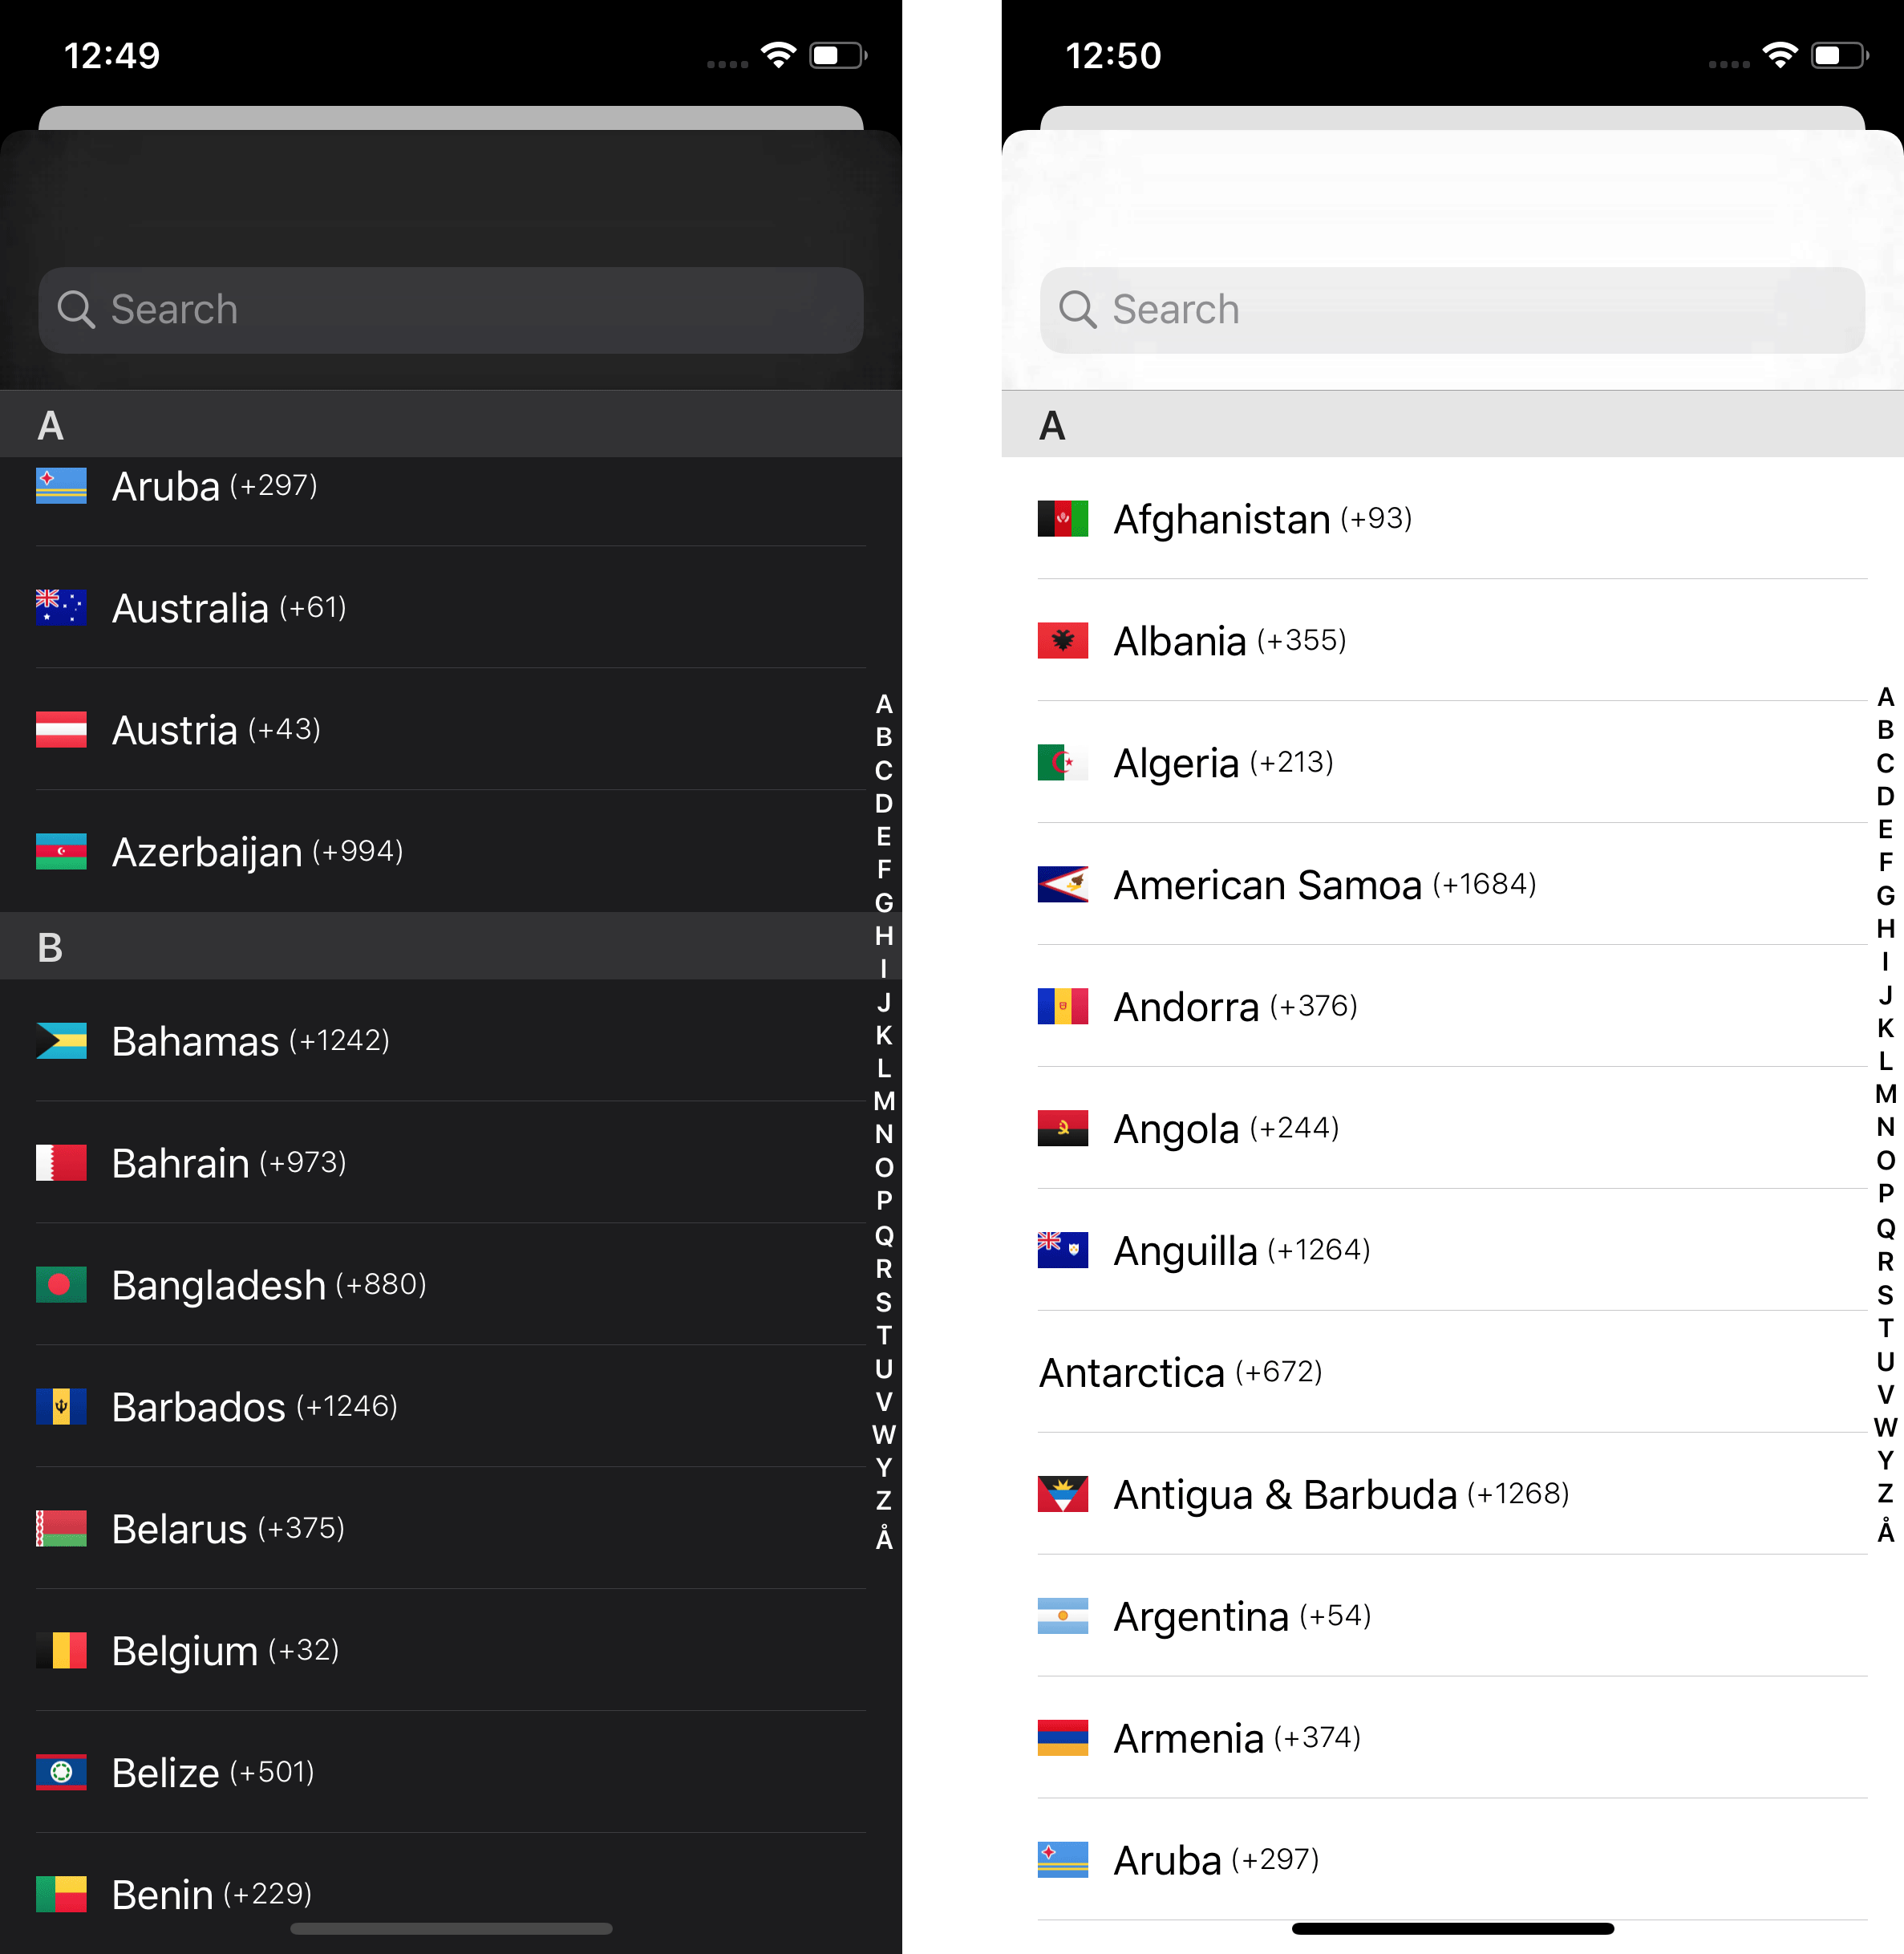 12:49
Search
A
Aruba (+297)
Australia (+61)
Austria (+43)
Azerbaijan (+994)
B
Bahamas (+1242)
Bahrain (+973)
Bangladesh (+880)
Barbados (+1246)
Belarus (+375)
Belgium (+32)
Belize (+501)
Benin (+229)
A
B
C
D
E
F
G
H
I
J
K
L
M
N
O
P
Q
R
S
T
U
V
W
Y
Z
Å
12:50
Search
A
Afghanistan (+93)
Albania (+355)
Algeria (+213)
American Samoa (+1684)
Andorra (+376)
Angola (+244)
Anguilla (+1264)
Antarctica (+672)
Antigua & Barbuda (+1268)
Argentina (+54)
Armenia (+374)
Aruba (+297)
A
B
C
D
E
F
G
H
I
J
K
L
M
N
O
P
Q
R
S
T
U
V
W
Y
Z
Å